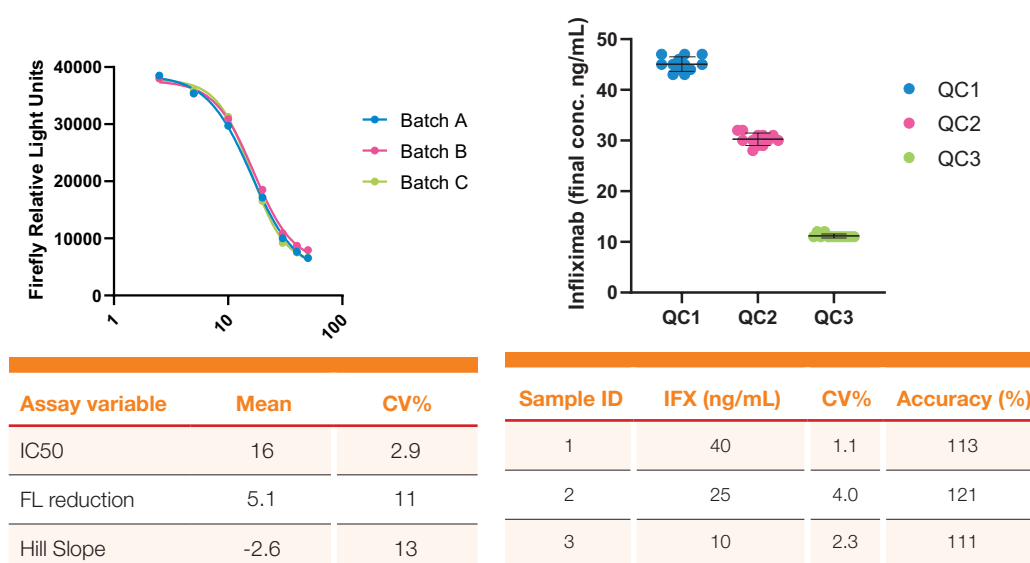 Firefly Relative Light Units
40000
30000
20000
10000
0
1
10
100
Batch A
Batch B
Batch C
Infliximab (final conc. ng/mL)
50
40
30
20
10
0
QC1
QC2
QC3
QC1
QC2
QC3
Assay variable Mean CV%
IC50 16 2.9
FL reduction 5.1 11
Hill Slope -2.6 13
Sample ID IFX (ng/mL) CV% Accuracy (%)
1 40 1.1 113
2 25 4.0 121
3 10 2.3 111